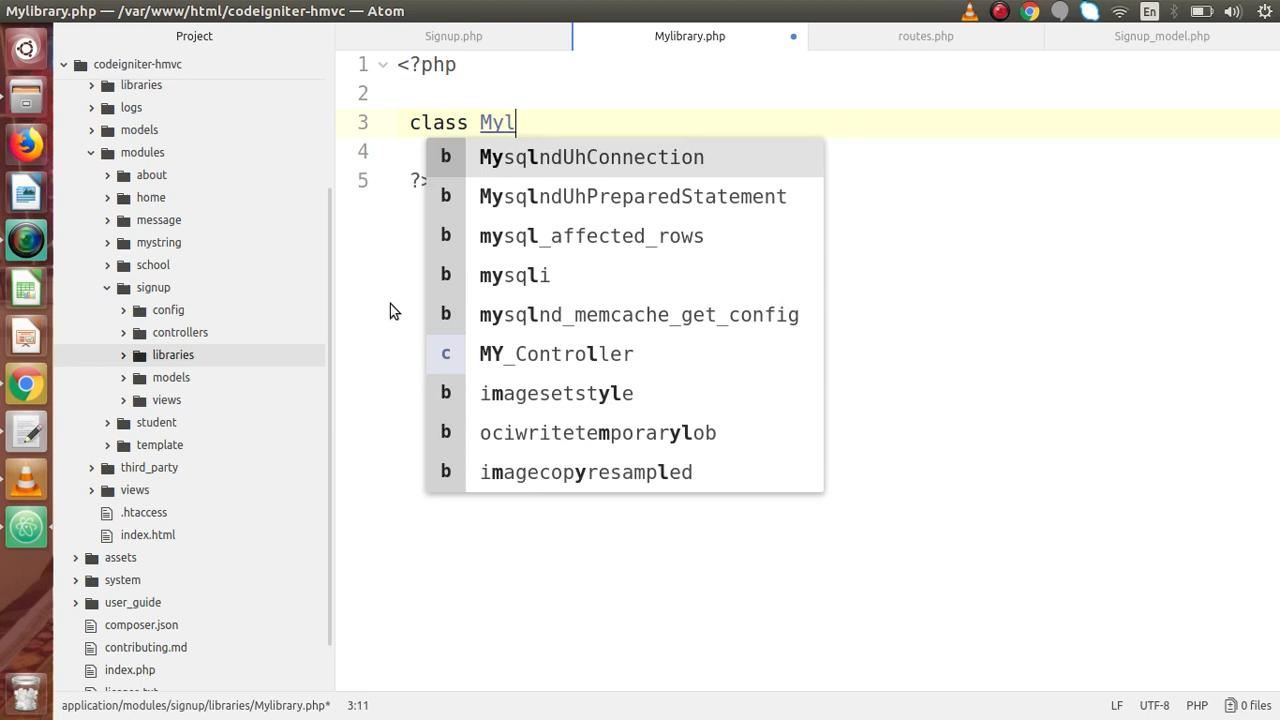 Mylibrary.php — /var/www/html/codeigniter-hmvc — Atom
En
Project
Signup.php
Mylibrary.php
routes.php
Signup_model.php
codeigniter-hmvc
libraries
logs
models
modules
about
home
message
mystring
school
signup
config
controllers
libraries
models
views
student
template
third_party
views
.htaccess
index.html
assets
system
user_guide
composer.json
contributing.md
index.php
1 <?php
2
3 class Myl
4
5 ?>
b MysqlndUhConnection
b MysqlndUhPreparedStatement
b mysql_affected_rows
b mysqli
b mysqlnd_memcache_get_config
c MY_Controller
b imagesetstyle
b ociwritetemporarylob
b imagecopyresampled
application/modules/signup/libraries/Mylibrary.php* 3:11
LF UTF-8 PHP 0 files